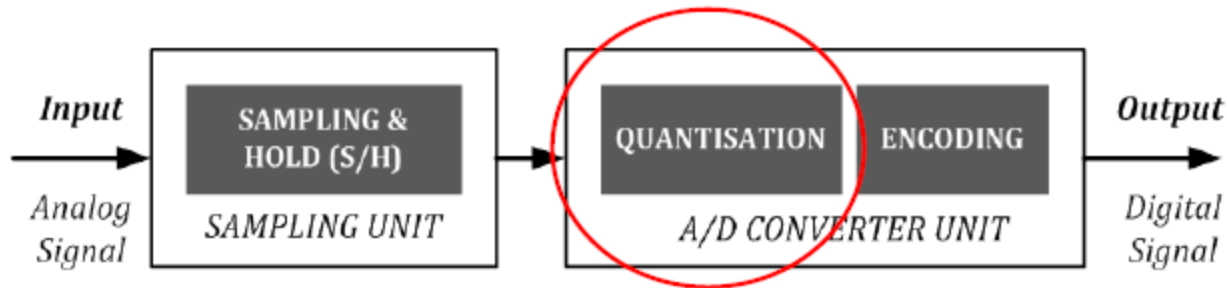 Input
Analog
Signal
SAMPLING &
HOLD (S/H)
SAMPLING UNIT
QUANTISATION
ENCODING
A/D CONVERTER UNIT
Output
Digital
Signal